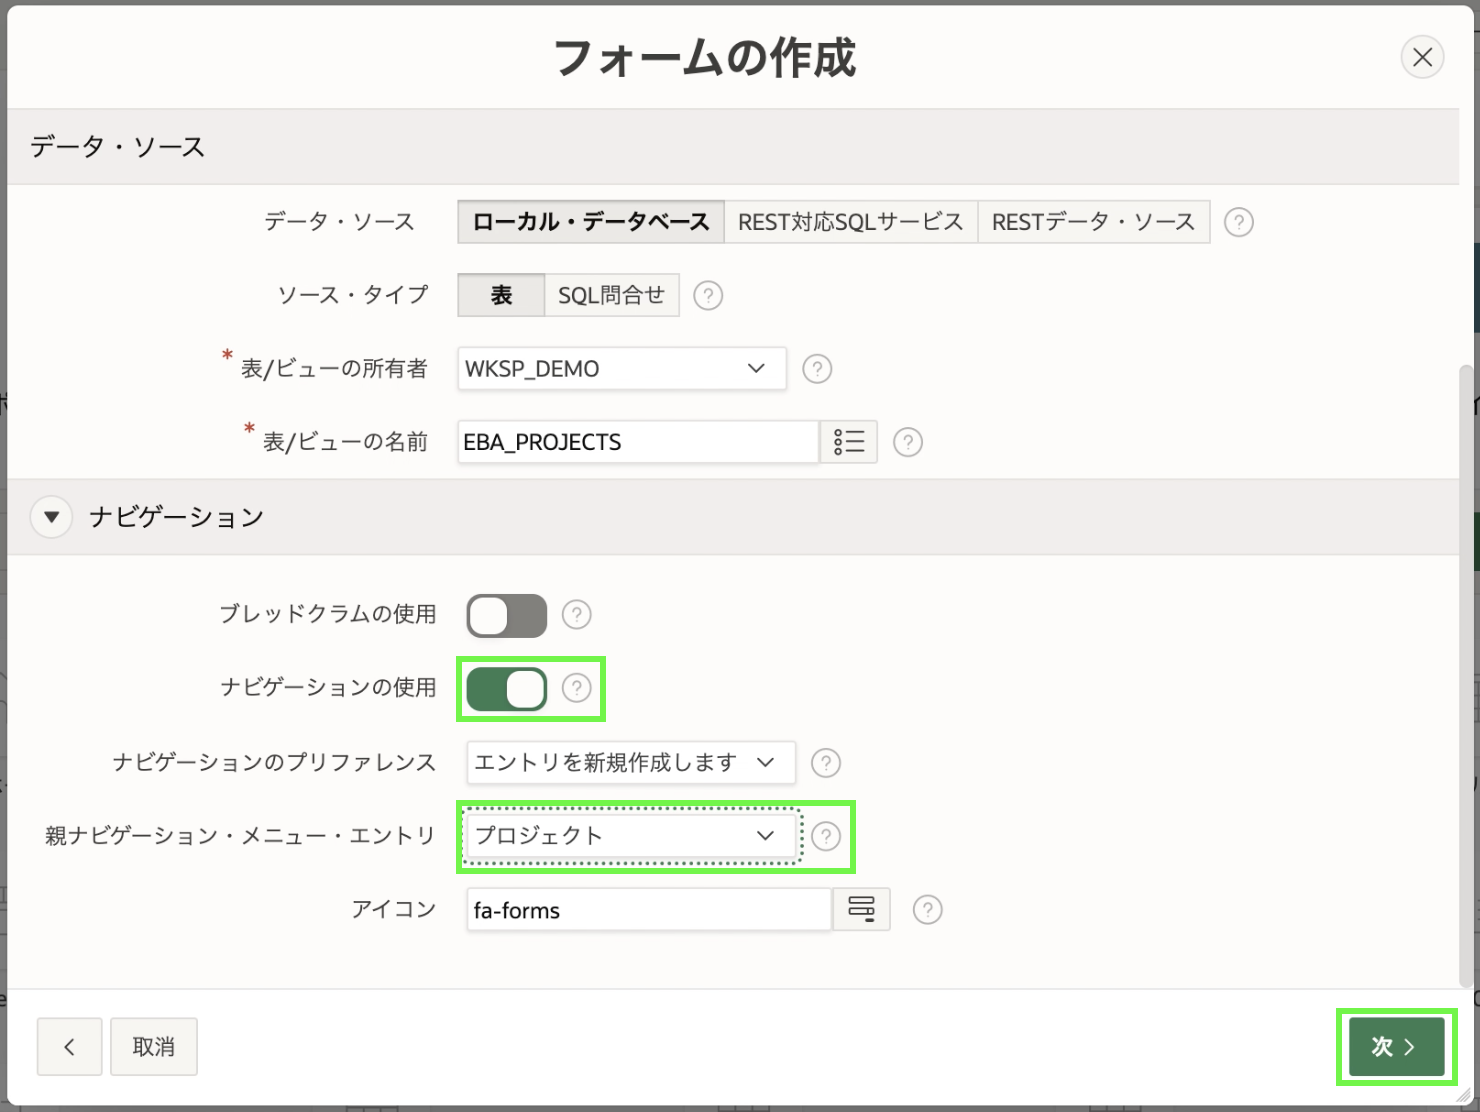 フォームの作成
データ・ソース
データ・ソース ローカル・データベース REST対応SQLサービス RESTデータ・ソース ?
ソース・タイプ 表 SQL問合せ ?
* 表/ビューの所有者 WKSP_DEMO ?
* 表/ビューの名前 EBA_PROJECTS ?
ナビゲーション
ブレッドクラムの使用 ?
ナビゲーションの使用 ?
ナビゲーションのプリファレンス エントリを新規作成します ?
親ナビゲーション・メニュー・エントリ プロジェクト ?
アイコン fa-forms ?
取消 次